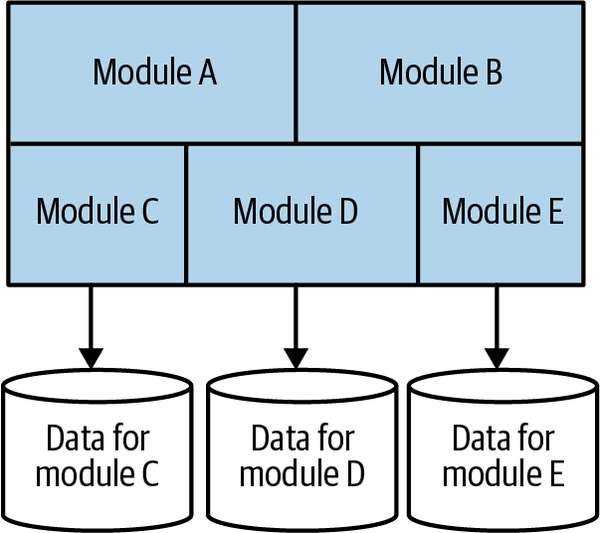 Module A
Module B
Module C
Module D
Module E
Data for
module C
Data for
module D
Data for
module E